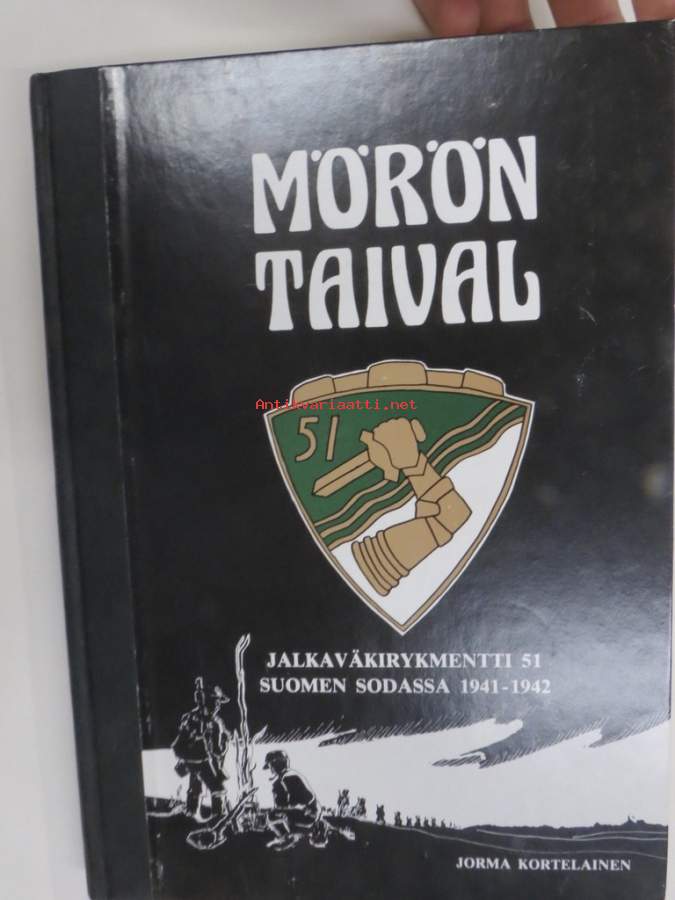 MÖRÖN
TAIVAL
Antikvariaatti.net
51
JALKAVÄKIRYKMENTTI 51
SUOMEN SODASSA 1941-1942
JORMA KORTELAINEN